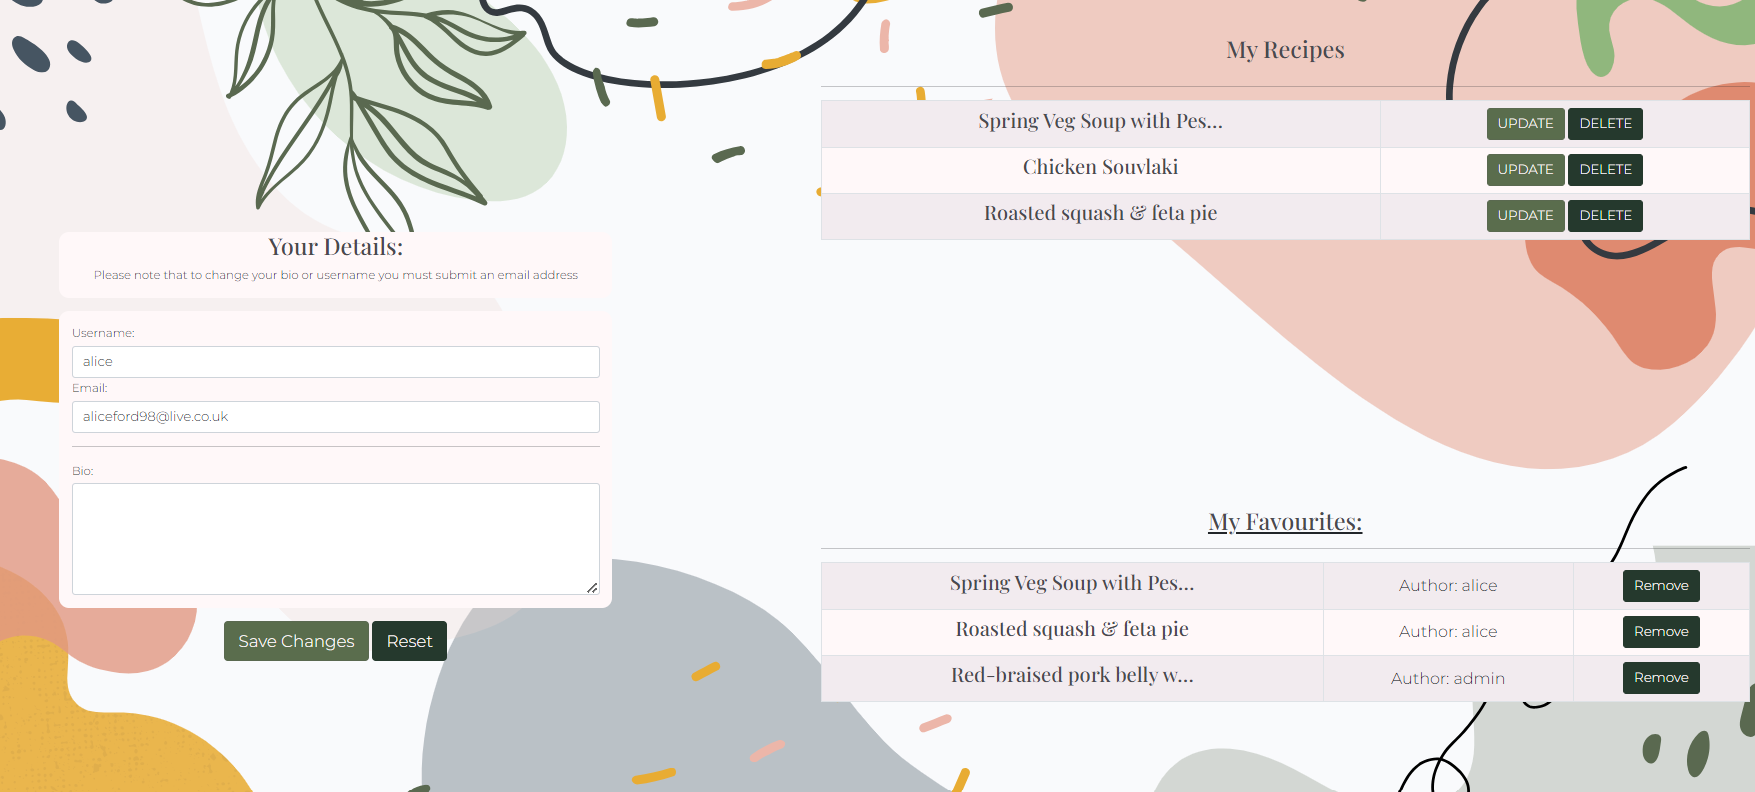 My Recipes
Spring Veg Soup with Pes... UPDATE DELETE
Chicken Souvlaki UPDATE DELETE
Roasted squash & feta pie UPDATE DELETE
Your Details:
Please note that to change your bio or username you must submit an email address
Username:
alice
Email:
aliceford98@live.co.uk
Bio:
Save Changes Reset
My Favourites:
Spring Veg Soup with Pes... Author: alice Remove
Roasted squash & feta pie Author: alice Remove
Red-braised pork belly w... Author: admin Remove